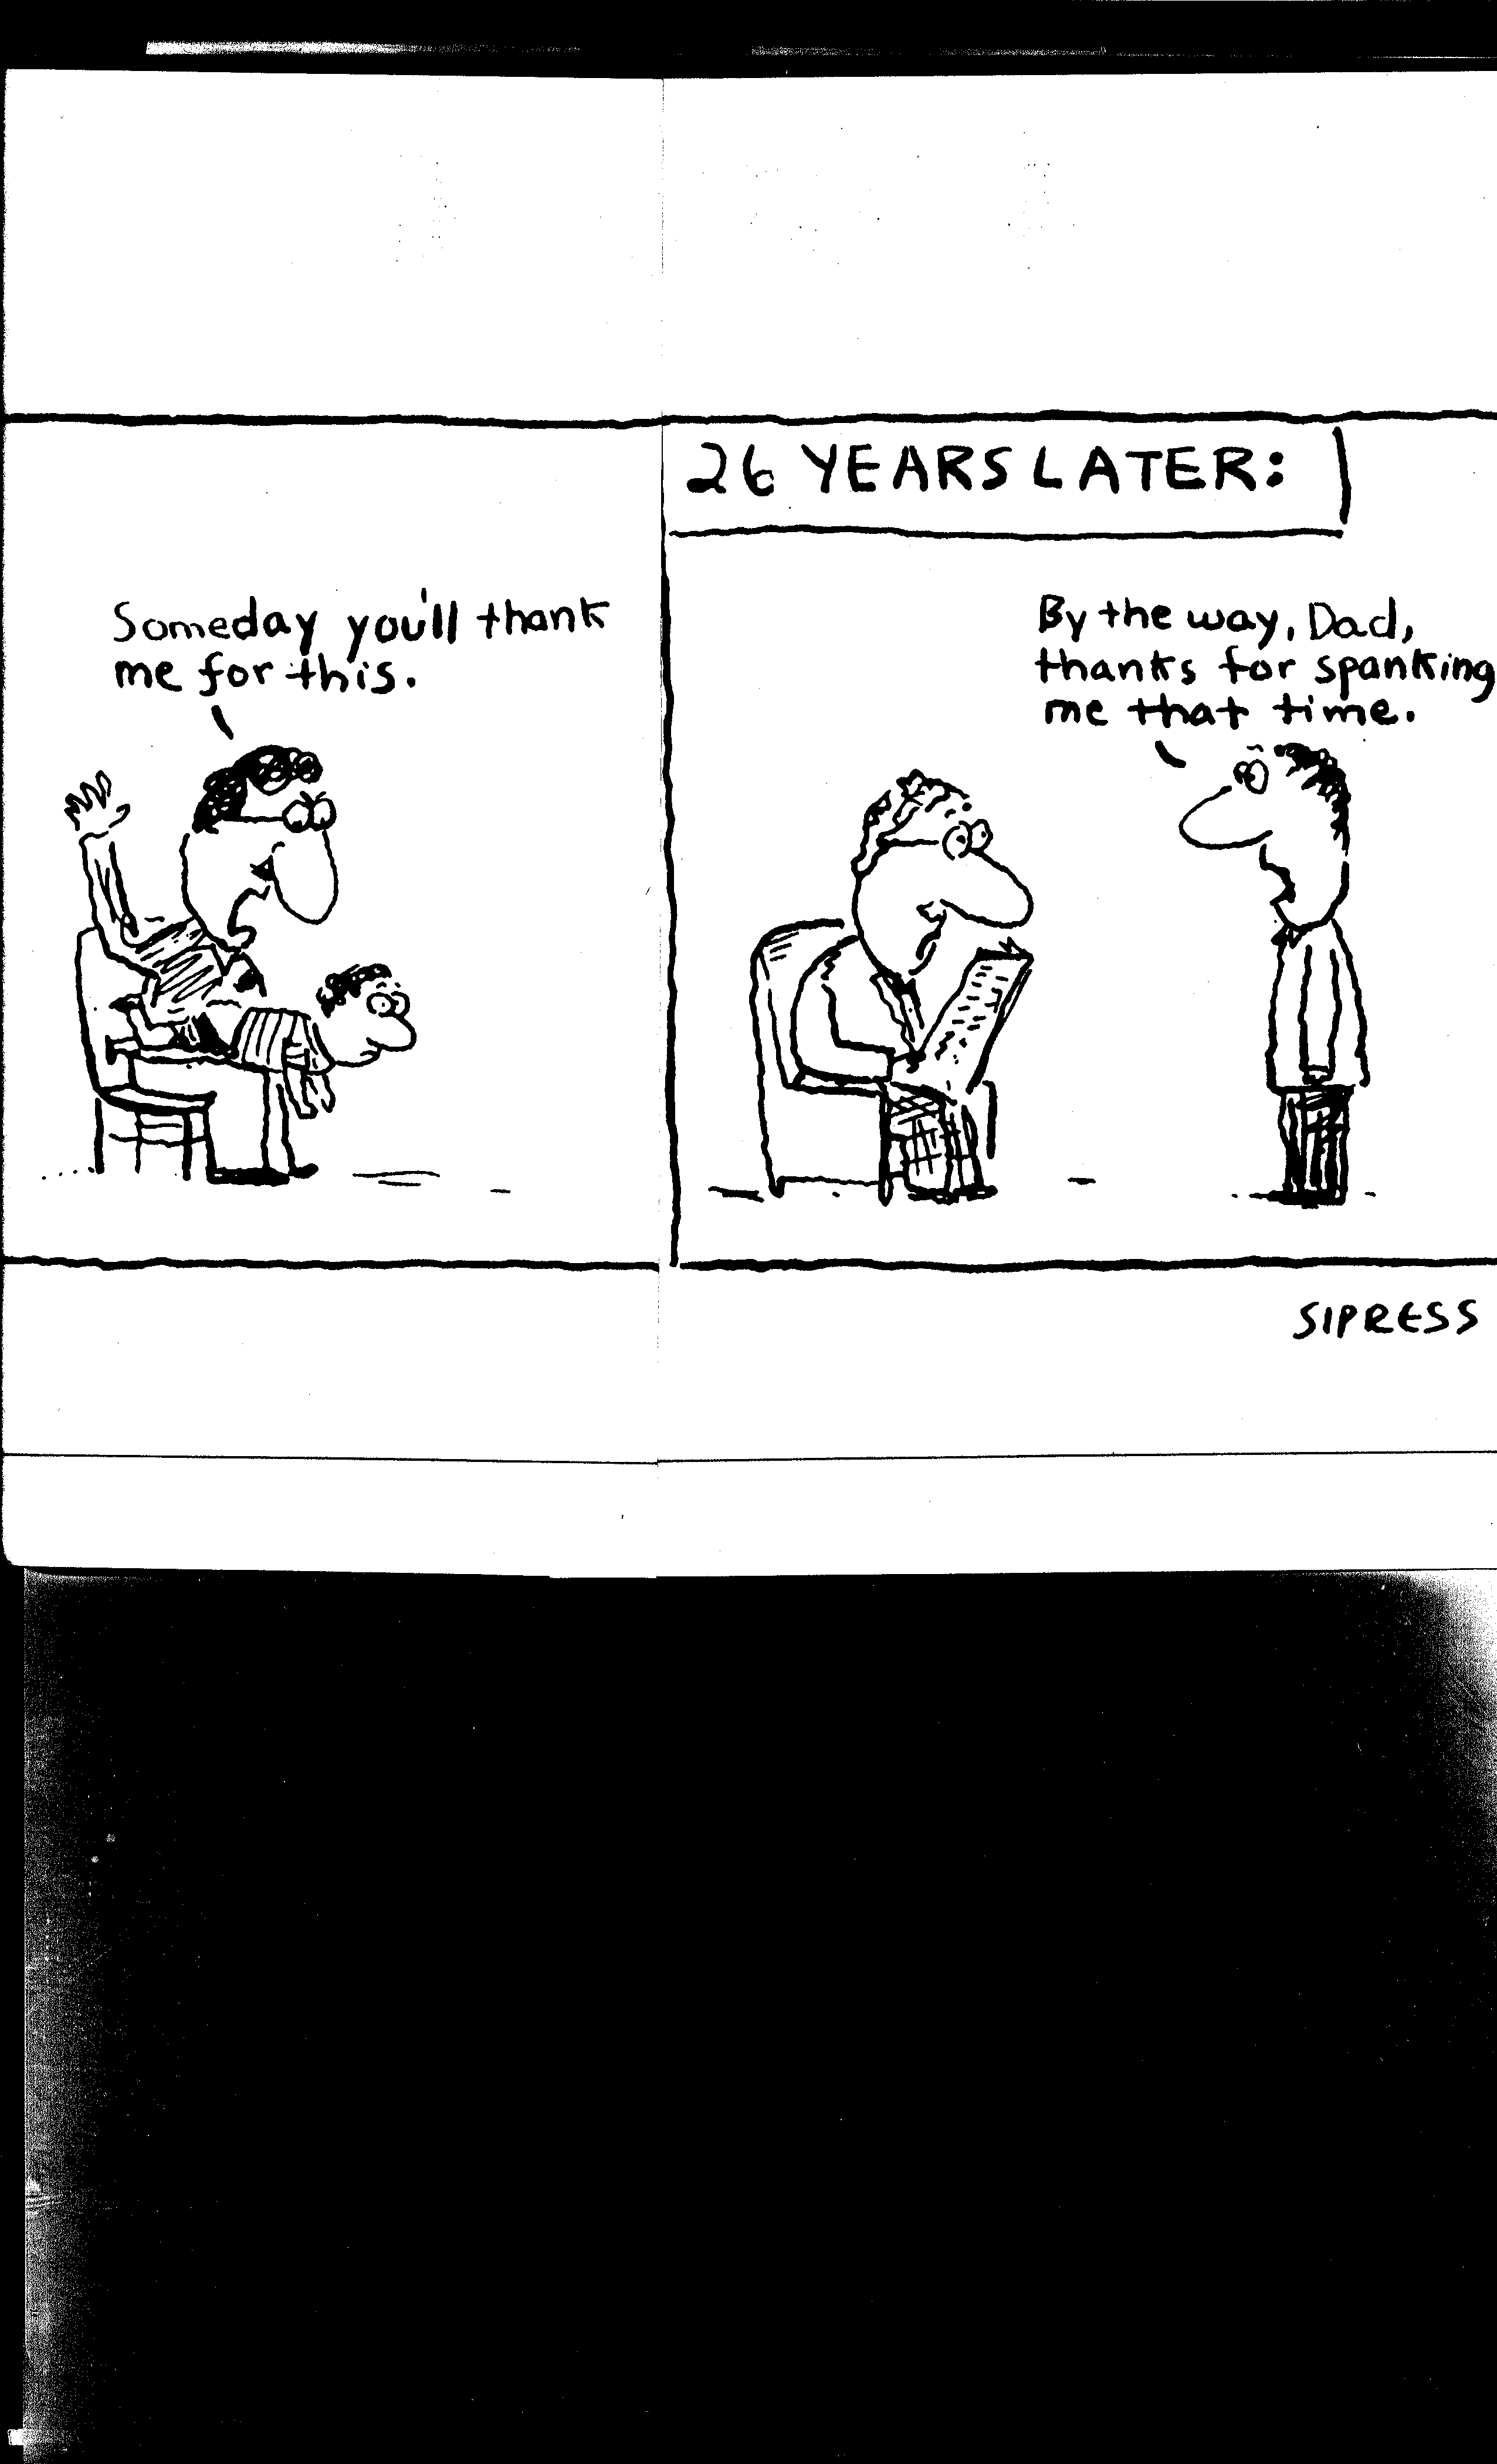 Someday you'll thank
me for this.
26 YEARS LATER:
By the way, Dad,
thanks for spanking
me that time.
SIPRESS